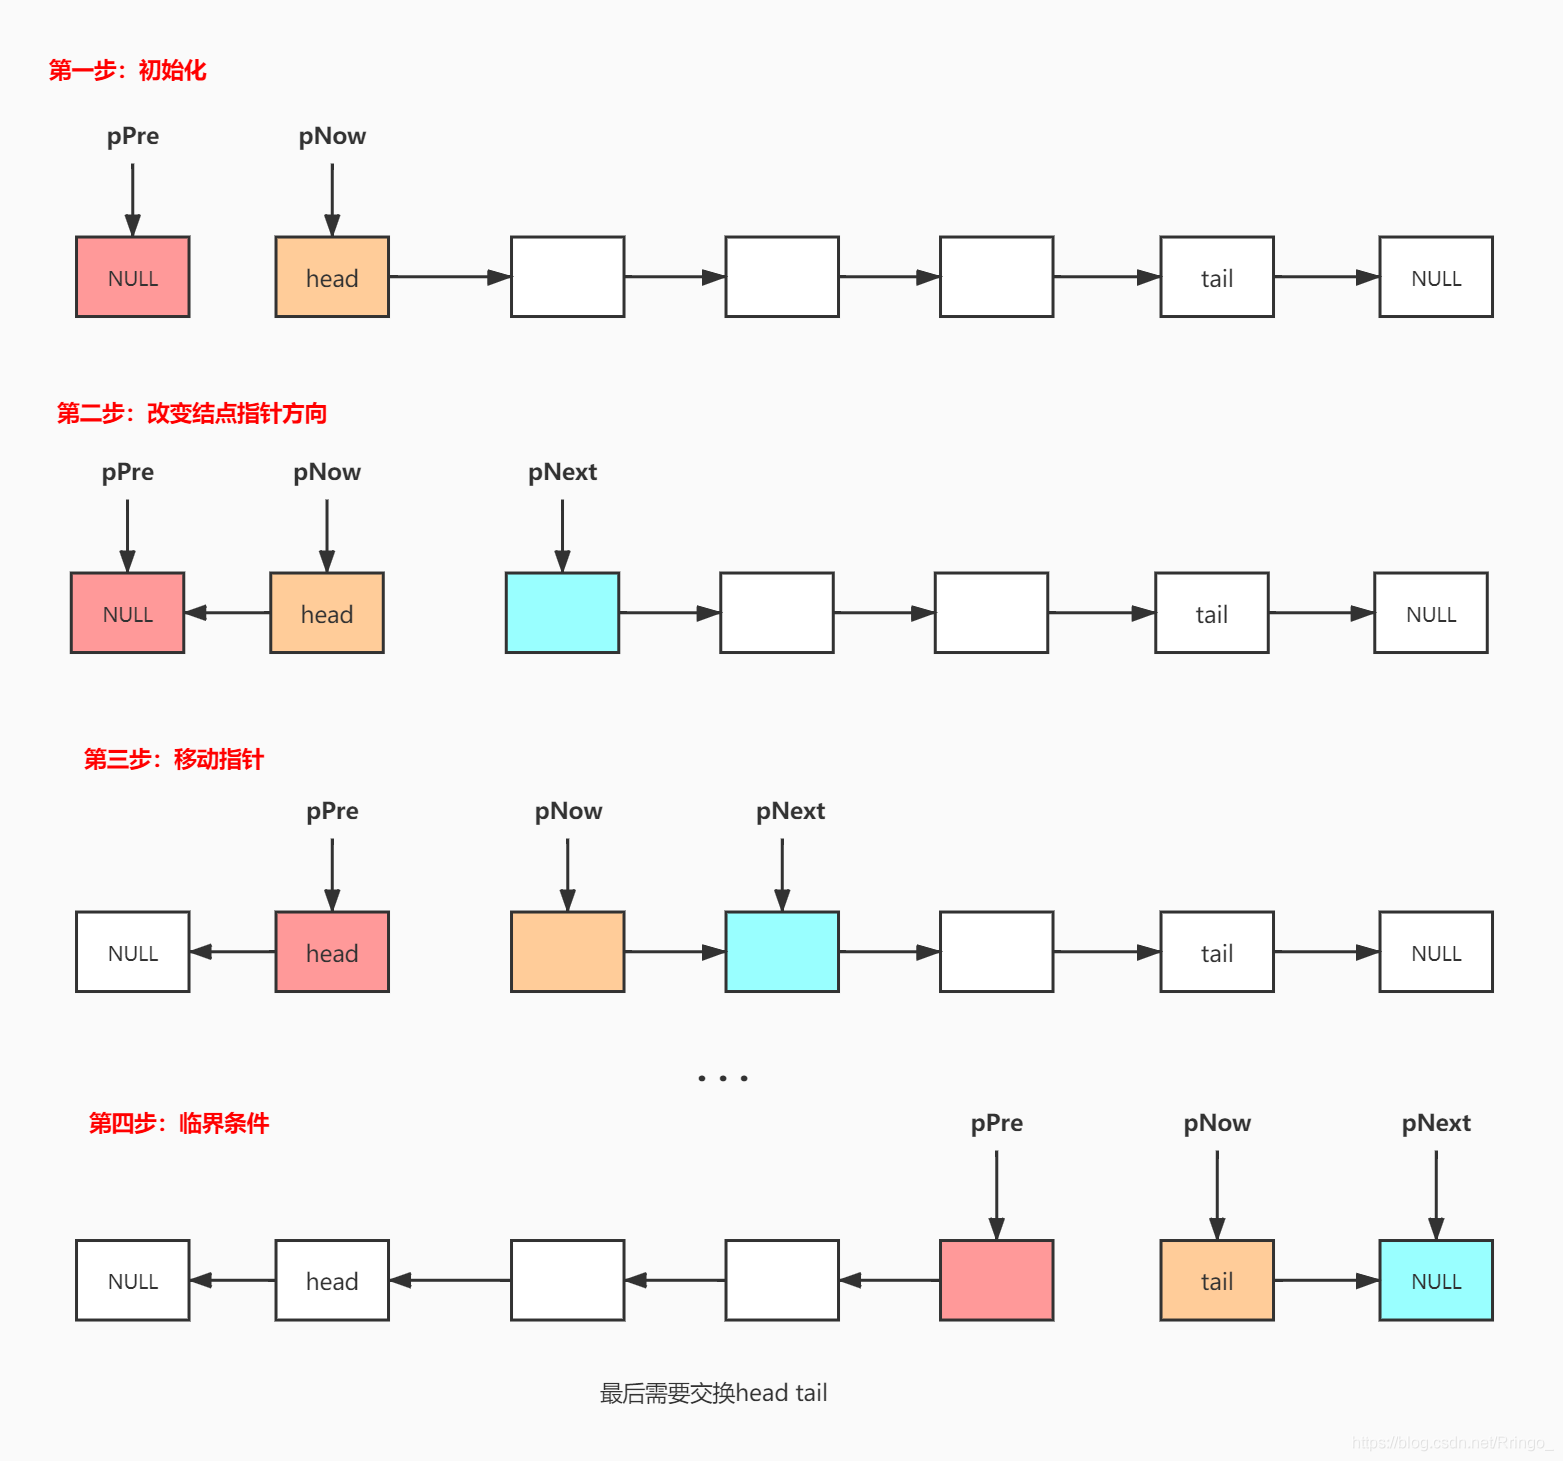 第一步：初始化
pPre pNow
NULL head tail NULL
第二步：改变结点指针方向
pPre pNow pNext
NULL head tail NULL
第三步：移动指针
pPre pNow pNext
NULL head tail NULL
...
第四步：临界条件
pPre pNow pNext
NULL head tail NULL
最后需要交换head tail
https://blog.csdn.net/Rringo_